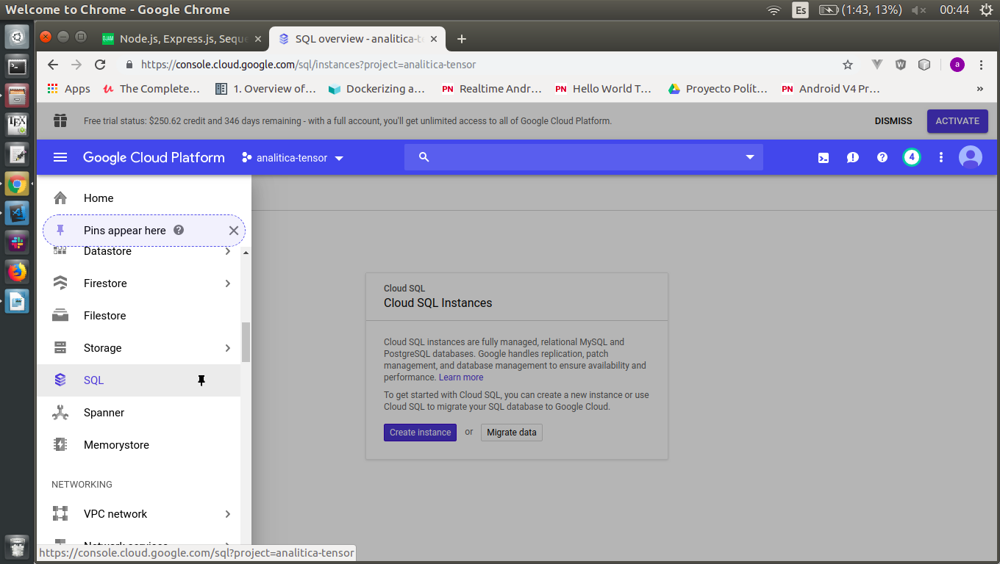 Welcome to Chrome - Google Chrome
Es
(1:43, 13%)
00:44
DJAM
Node.js, Express.js, Seque
SQL overview - analitica-te
https://console.cloud.google.com/sql/instances?project=analitica-tensor
a
Apps
The Complete…
1. Overview of…
Dockerizing a…
PN Realtime Andr…
PN Hello World T…
Proyecto Polít…
PN Android V4 Pr…
»
Free trial status: $250.62 credit and 346 days remaining - with a full account, you'll get unlimited access to all of Google Cloud Platform.
DISMISS
ACTIVATE
Google Cloud Platform
analitica-tensor
4
Home
Pins appear here
Datastore
Firestore
Filestore
Storage
SQL
Spanner
Memorystore
NETWORKING
VPC network
Network services
Cloud SQL
Cloud SQL Instances
Cloud SQL instances are fully managed, relational MySQL and
PostgreSQL databases. Google handles replication, patch
management, and database management to ensure availability and
performance. Learn more
To get started with Cloud SQL, you can create a new instance or use
Cloud SQL to migrate your SQL database to Google Cloud.
Create instance or Migrate data
https://console.cloud.google.com/sql?project=analitica-tensor